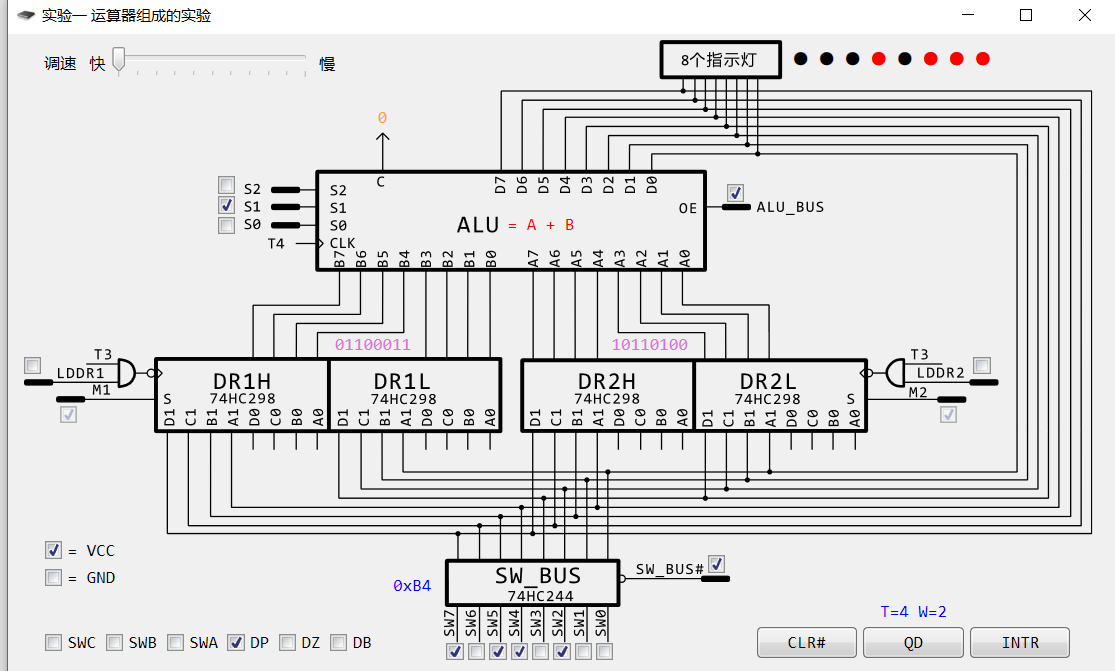 实验一 运算器组成的实验
调速 快 慢
8个指示灯
0
C D7 D6 D5 D4 D3 D2 D1 D0
S2 S2
S1 S1
S0 S0
T4 CLK
ALU = A + B
OE ALU_BUS
B7 B6 B5 B4 B3 B2 B1 B0 A7 A6 A5 A4 A3 A2 A1 A0
01100011 10110100
T3 T3
LDDR1 LDDR2
M1 M2
DR1H DR1L DR2H DR2L
74HC298 74HC298 74HC298 74HC298
S S
D1 C1 B1 A1 D0 C0 B0 A0 D1 C1 B1 A1 D0 C0 B0 A0 D1 C1 B1 A1 D0 C0 B0 A0 D1 C1 B1 A1 D0 C0 B0 A0
= VCC
= GND
0xB4
SW_BUS
74HC244
SW_BUS#
SW7 SW6 SW5 SW4 SW3 SW2 SW1 SW0
T=4 W=2
SWC SWB SWA DP DZ DB
CLR# QD INTR